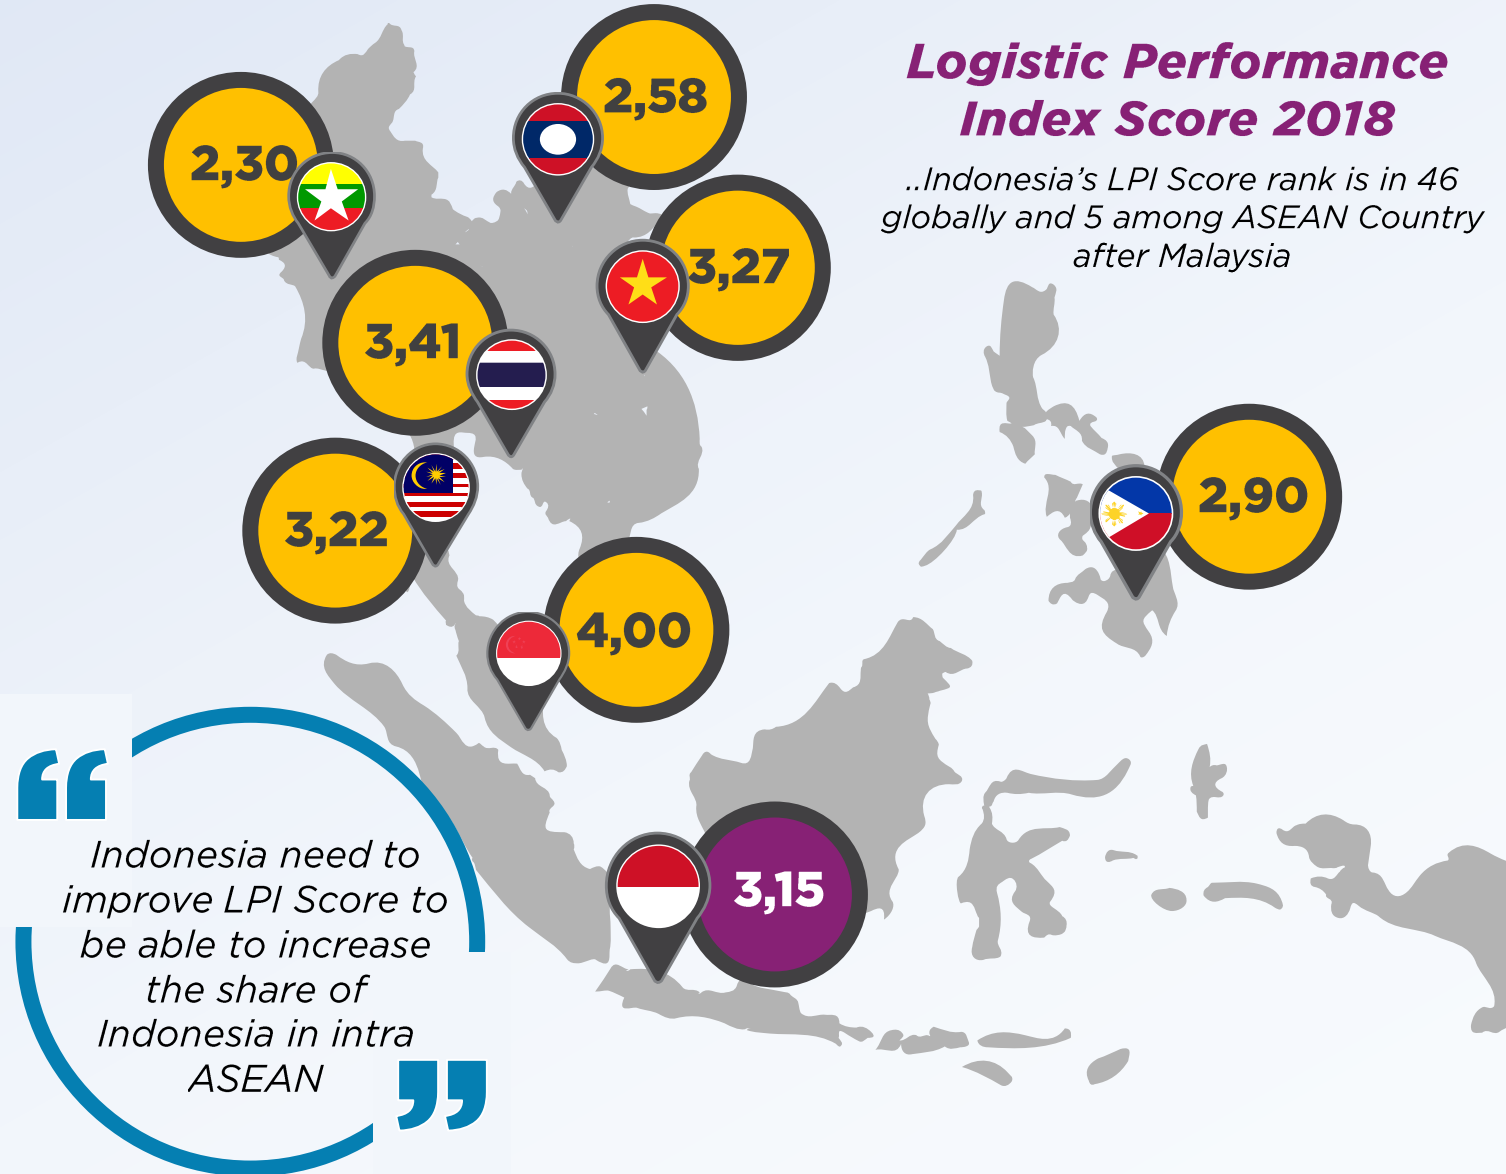 Logistic Performance
Index Score 2018
..Indonesia’s LPI Score rank is in 46
globally and 5 among ASEAN Country
after Malaysia
2,58
2,30
3,27
3,41
2,90
3,22
4,00
3,15
“
Indonesia need to
improve LPI Score to
be able to increase
the share of
Indonesia in intra
ASEAN
”